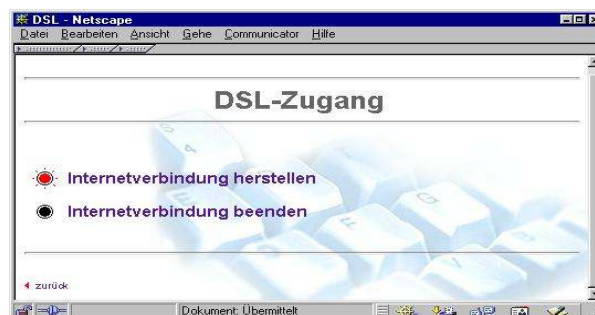 DSL - Netscape
Datei Bearbeiten Ansicht Gehe Communicator Hilfe
DSL-Zugang
Internetverbindung herstellen
Internetverbindung beenden
zurück
Dokument: Übermittelt